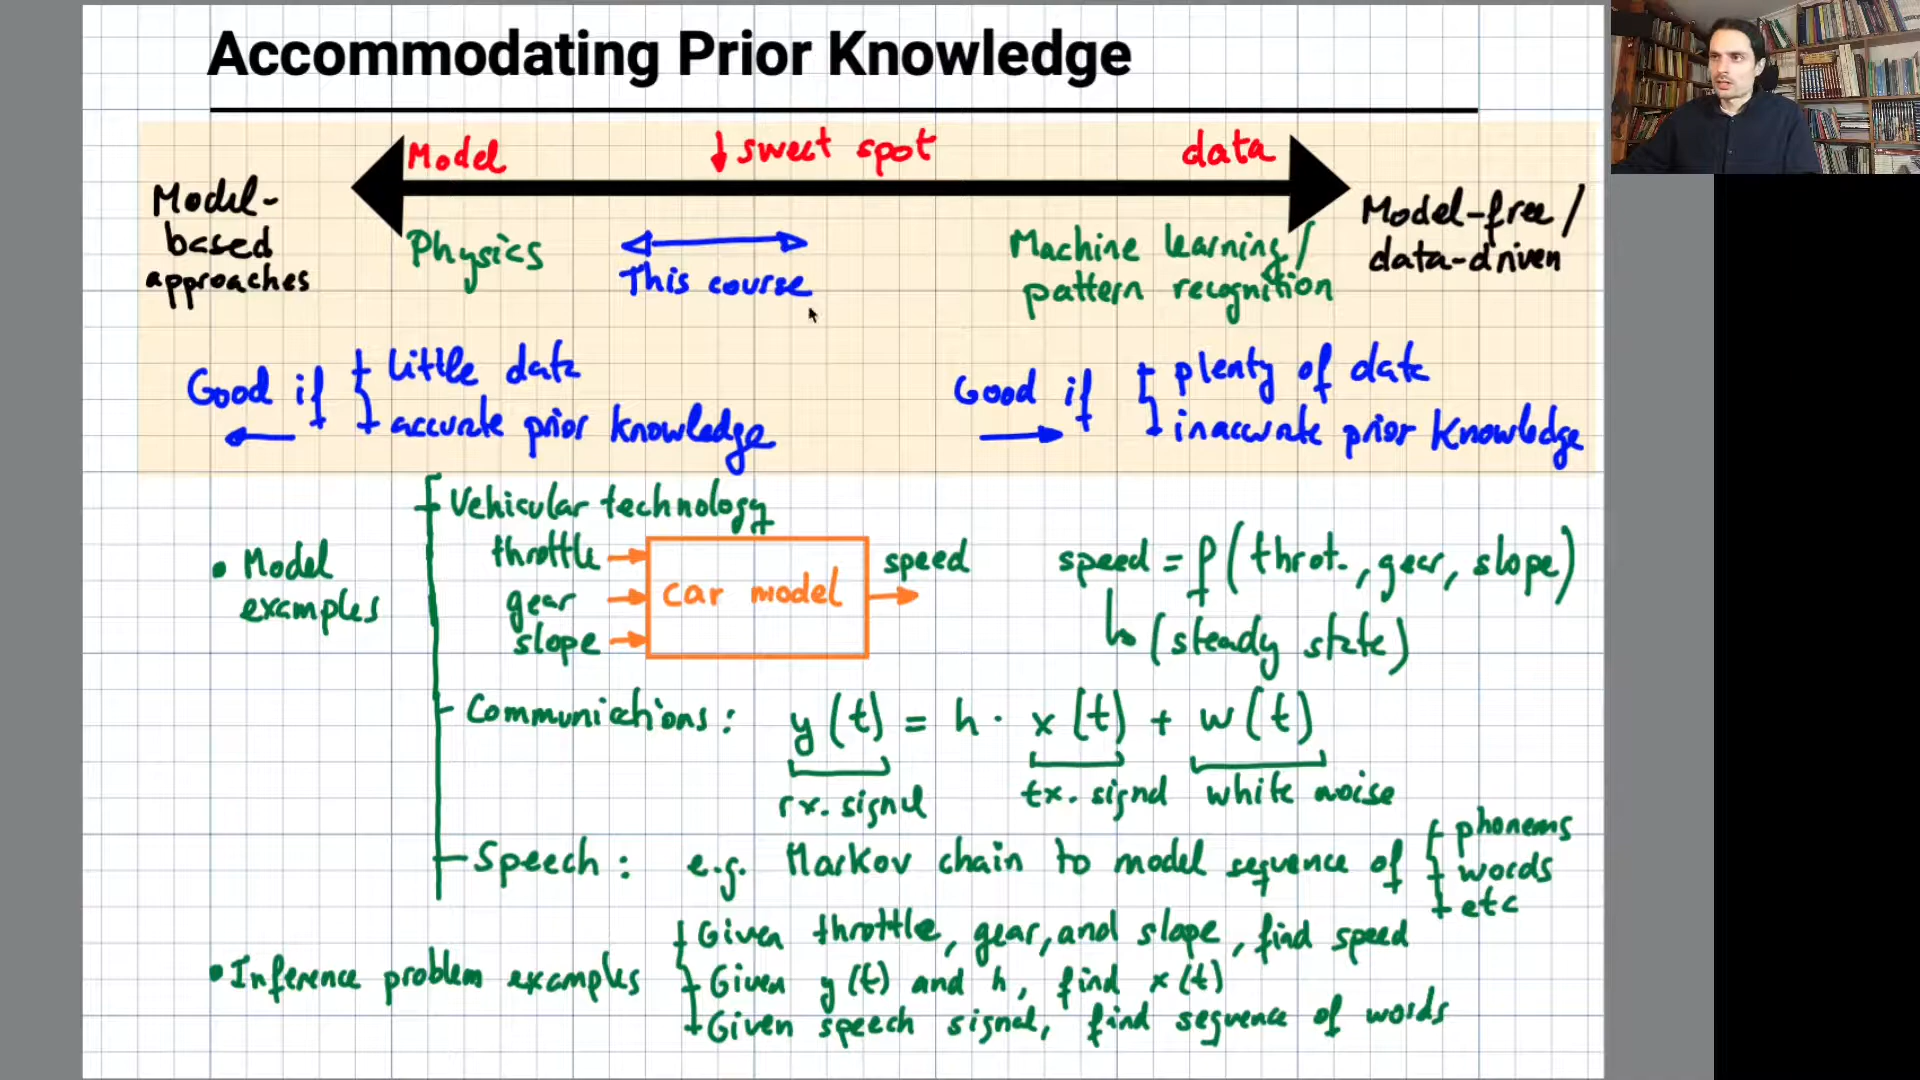 Accommodating Prior Knowledge
Model ↓ sweet spot data
Model-based approaches
Physics
This course
Machine learning/
pattern recognition
Model-free/
data-driven
Good if { little data
accurate prior knowledge
Good if { plenty of data
inaccurate prior knowledge
• Model examples
Vehicular technology
throttle
gear
slope
car model
speed
speed = f(throt., gear, slope)
↳ (steady state)
Communications: y(t) = h · x(t) + w(t)
rx. signal tx. signal white noise
Speech: e.g. Markov chain to model sequence of { phonems
words
etc
• Inference problem examples
Given throttle, gear, and slope, find speed
Given y(t) and h, find x(t)
Given speech signal, find sequence of words